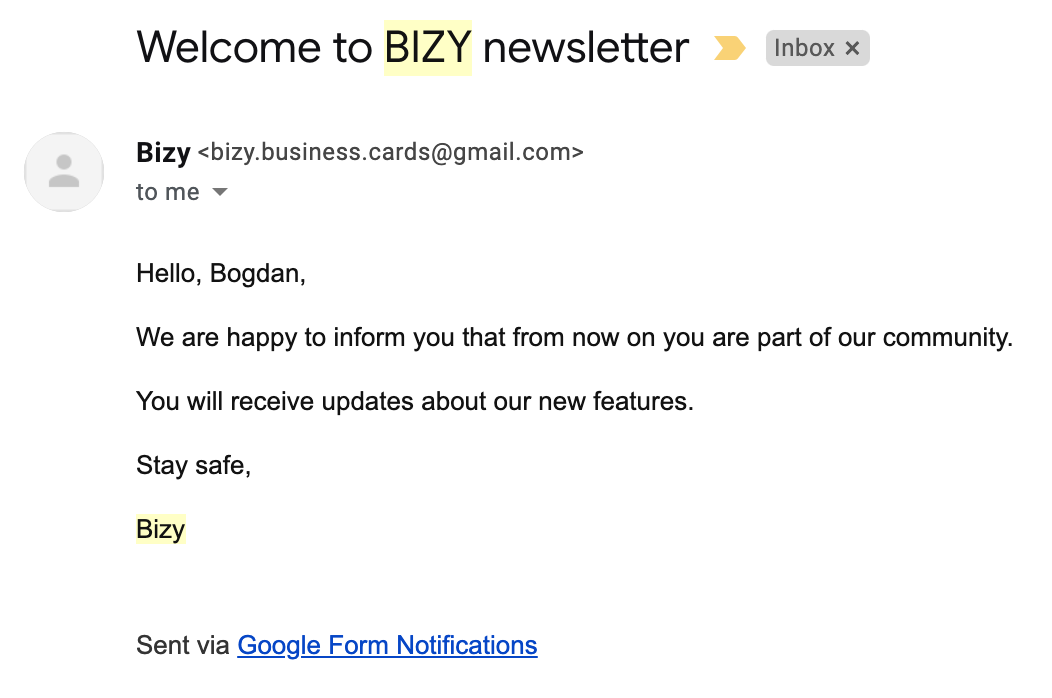 Welcome to BIZY newsletter Inbox ×
Bizy <bizy.business.cards@gmail.com>
to me
Hello, Bogdan,
We are happy to inform you that from now on you are part of our community.
You will receive updates about our new features.
Stay safe,
Bizy
Sent via Google Form Notifications